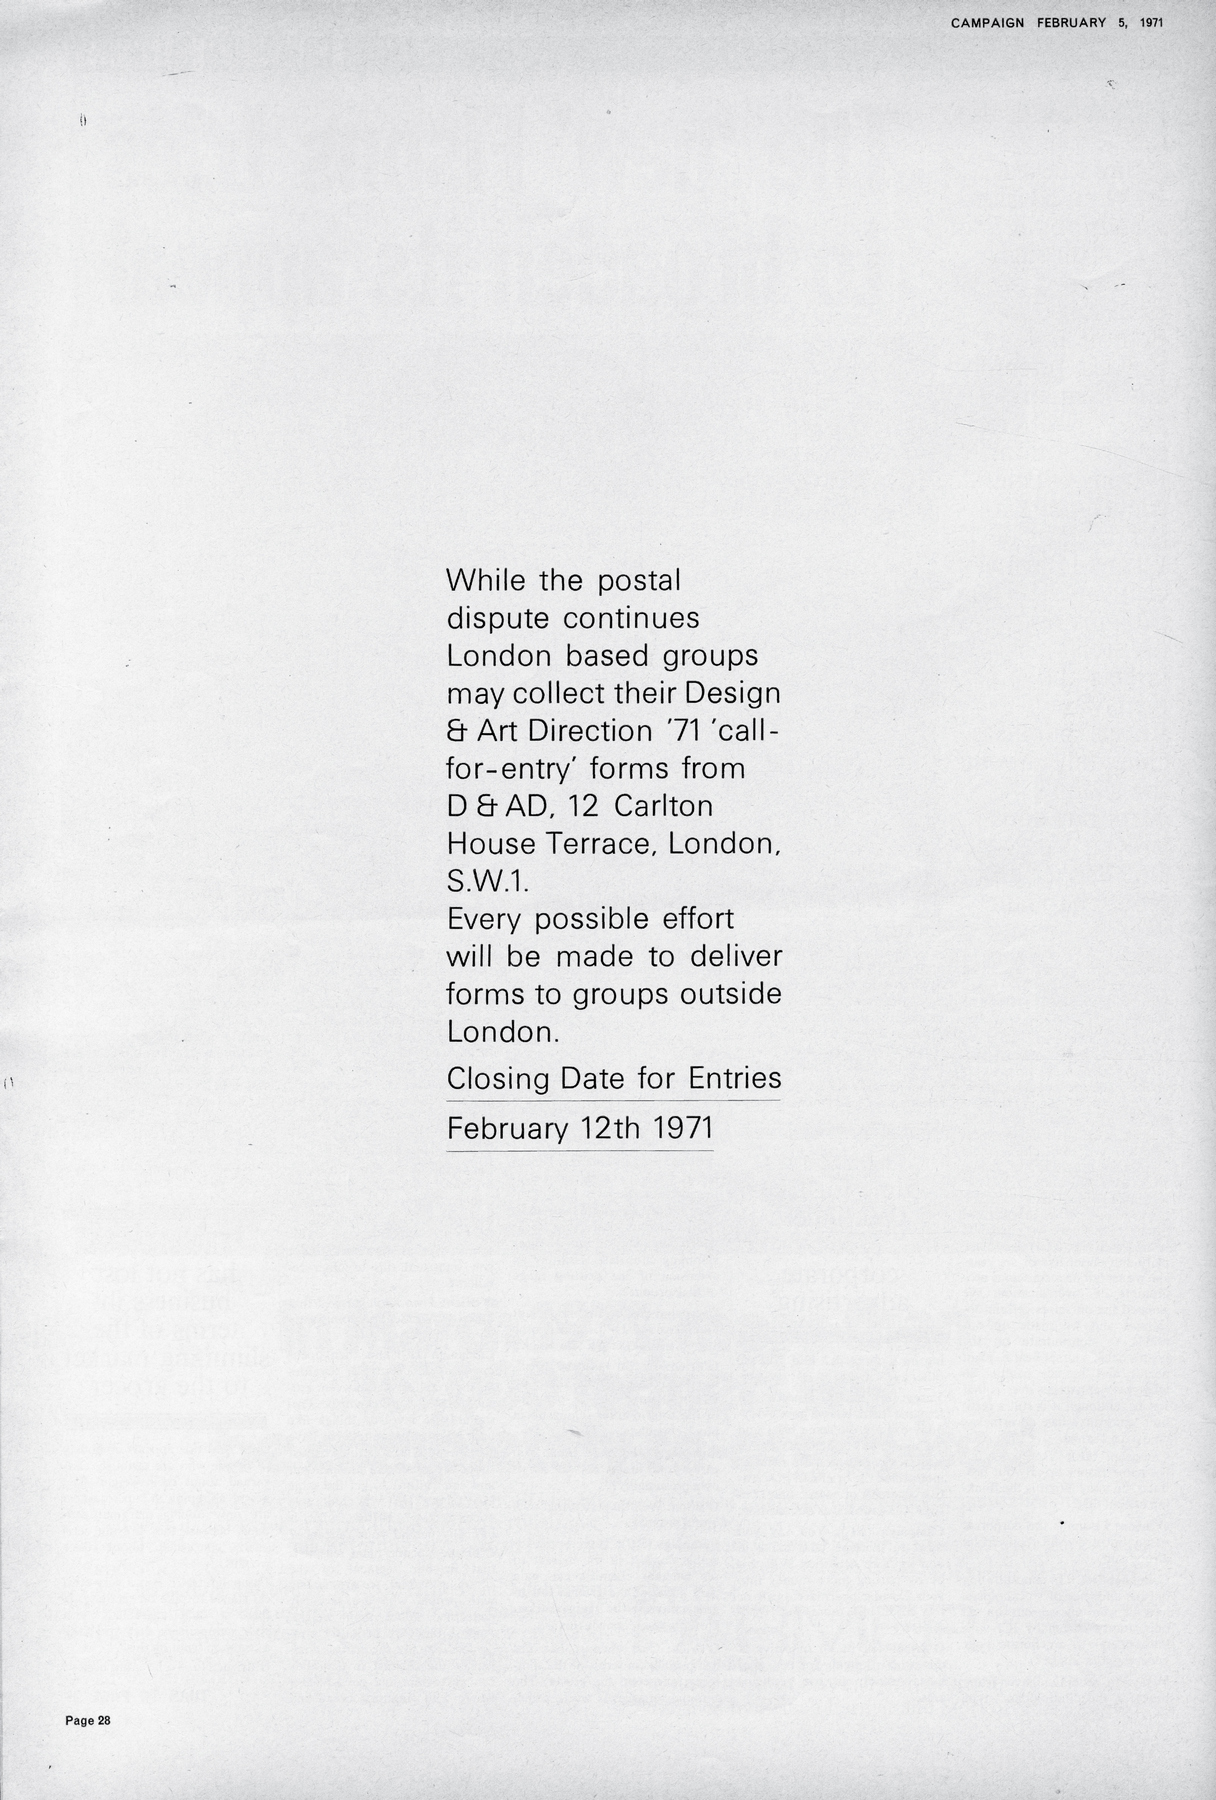 CAMPAIGN FEBRUARY 5, 1971
While the postal
dispute continues
London based groups
may collect their Design
& Art Direction '71 'call-
for-entry' forms from
D & AD, 12 Carlton
House Terrace, London,
S.W.1.
Every possible effort
will be made to deliver
forms to groups outside
London.
Closing Date for Entries
February 12th 1971
Page 28